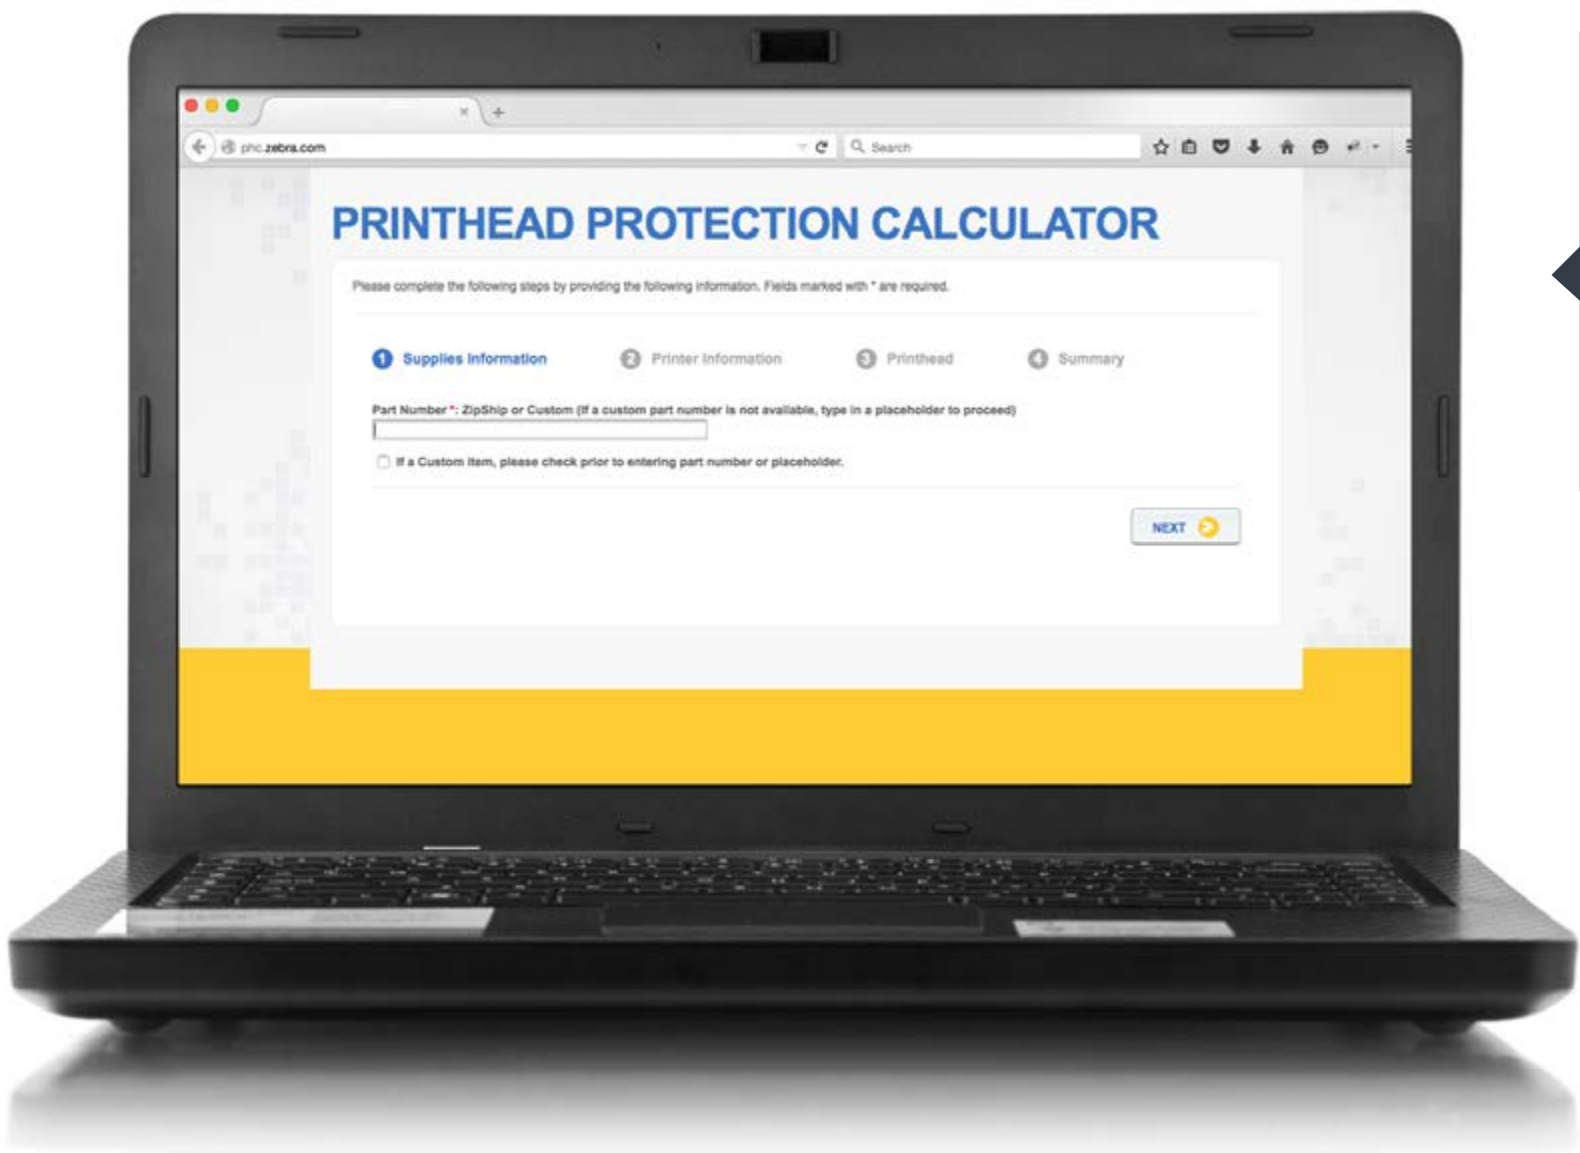 phc.zebra.com
Search
PRINTHEAD PROTECTION CALCULATOR
Please complete the following steps by providing the following information. Fields marked with * are required.
1 Supplies Information 2 Printer Information 3 Printhead 4 Summary
Part Number *: ZipShip or Custom (If a custom part number is not available, type in a placeholder to proceed)
If a Custom Item, please check prior to entering part number or placeholder.
NEXT